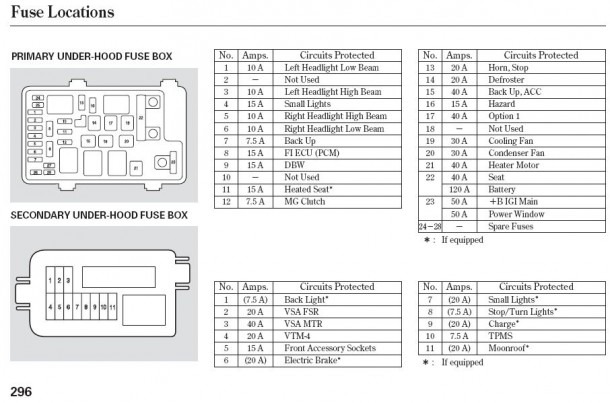 Fuse Locations
PRIMARY UNDER-HOOD FUSE BOX
No. Amps. Circuits Protected
1 10 A Left Headlight Low Beam
2 － Not Used
3 10 A Left Headlight High Beam
4 15 A Small Lights
5 10 A Right Headlight High Beam
6 10 A Right Headlight Low Beam
7 7.5 A Back Up
8 15 A FI ECU (PCM)
9 15 A DBW
10 － Not Used
11 15 A Heated Seat*
12 7.5 A MG Clutch
No. Amps. Circuits Protected
13 20 A Horn, Stop
14 20 A Defroster
15 40 A Back Up, ACC
16 15 A Hazard
17 40 A Option 1
18 － Not Used
19 30 A Cooling Fan
20 30 A Condenser Fan
21 40 A Heater Motor
22 40 A Seat
120 A Battery
23 50 A +B IGI Main
50 A Power Window
24－28 － Spare Fuses
* : If equipped
SECONDARY UNDER-HOOD FUSE BOX
1 2 3
4 5 6 7 8 9 10 11
No. Amps. Circuits Protected
1 (7.5 A) Back Light*
2 20 A VSA FSR
3 40 A VSA MTR
4 20 A VTM-4
5 15 A Front Accessory Sockets
6 (20 A) Electric Brake*
No. Amps. Circuits Protected
7 (20 A) Small Lights*
8 (7.5 A) Stop/Turn Lights*
9 (20 A) Charge*
10 7.5 A TPMS
11 (20 A) Moonroof*
* : If equipped
296